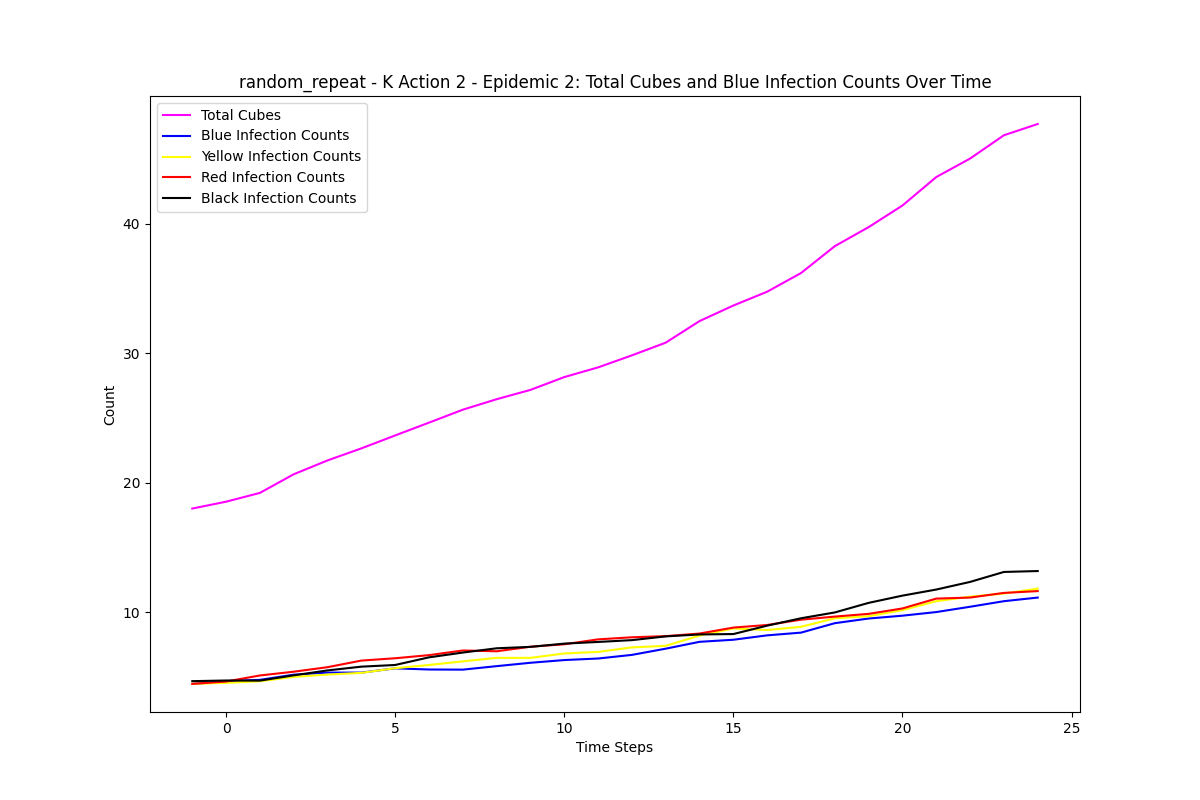 random_repeat - K Action 2 - Epidemic 2: Total Cubes and Blue Infection Counts Over Time
Total Cubes
Blue Infection Counts
Yellow Infection Counts
Red Infection Counts
Black Infection Counts
Count
40
30
20
10
0 5 10 15 20 25
Time Steps